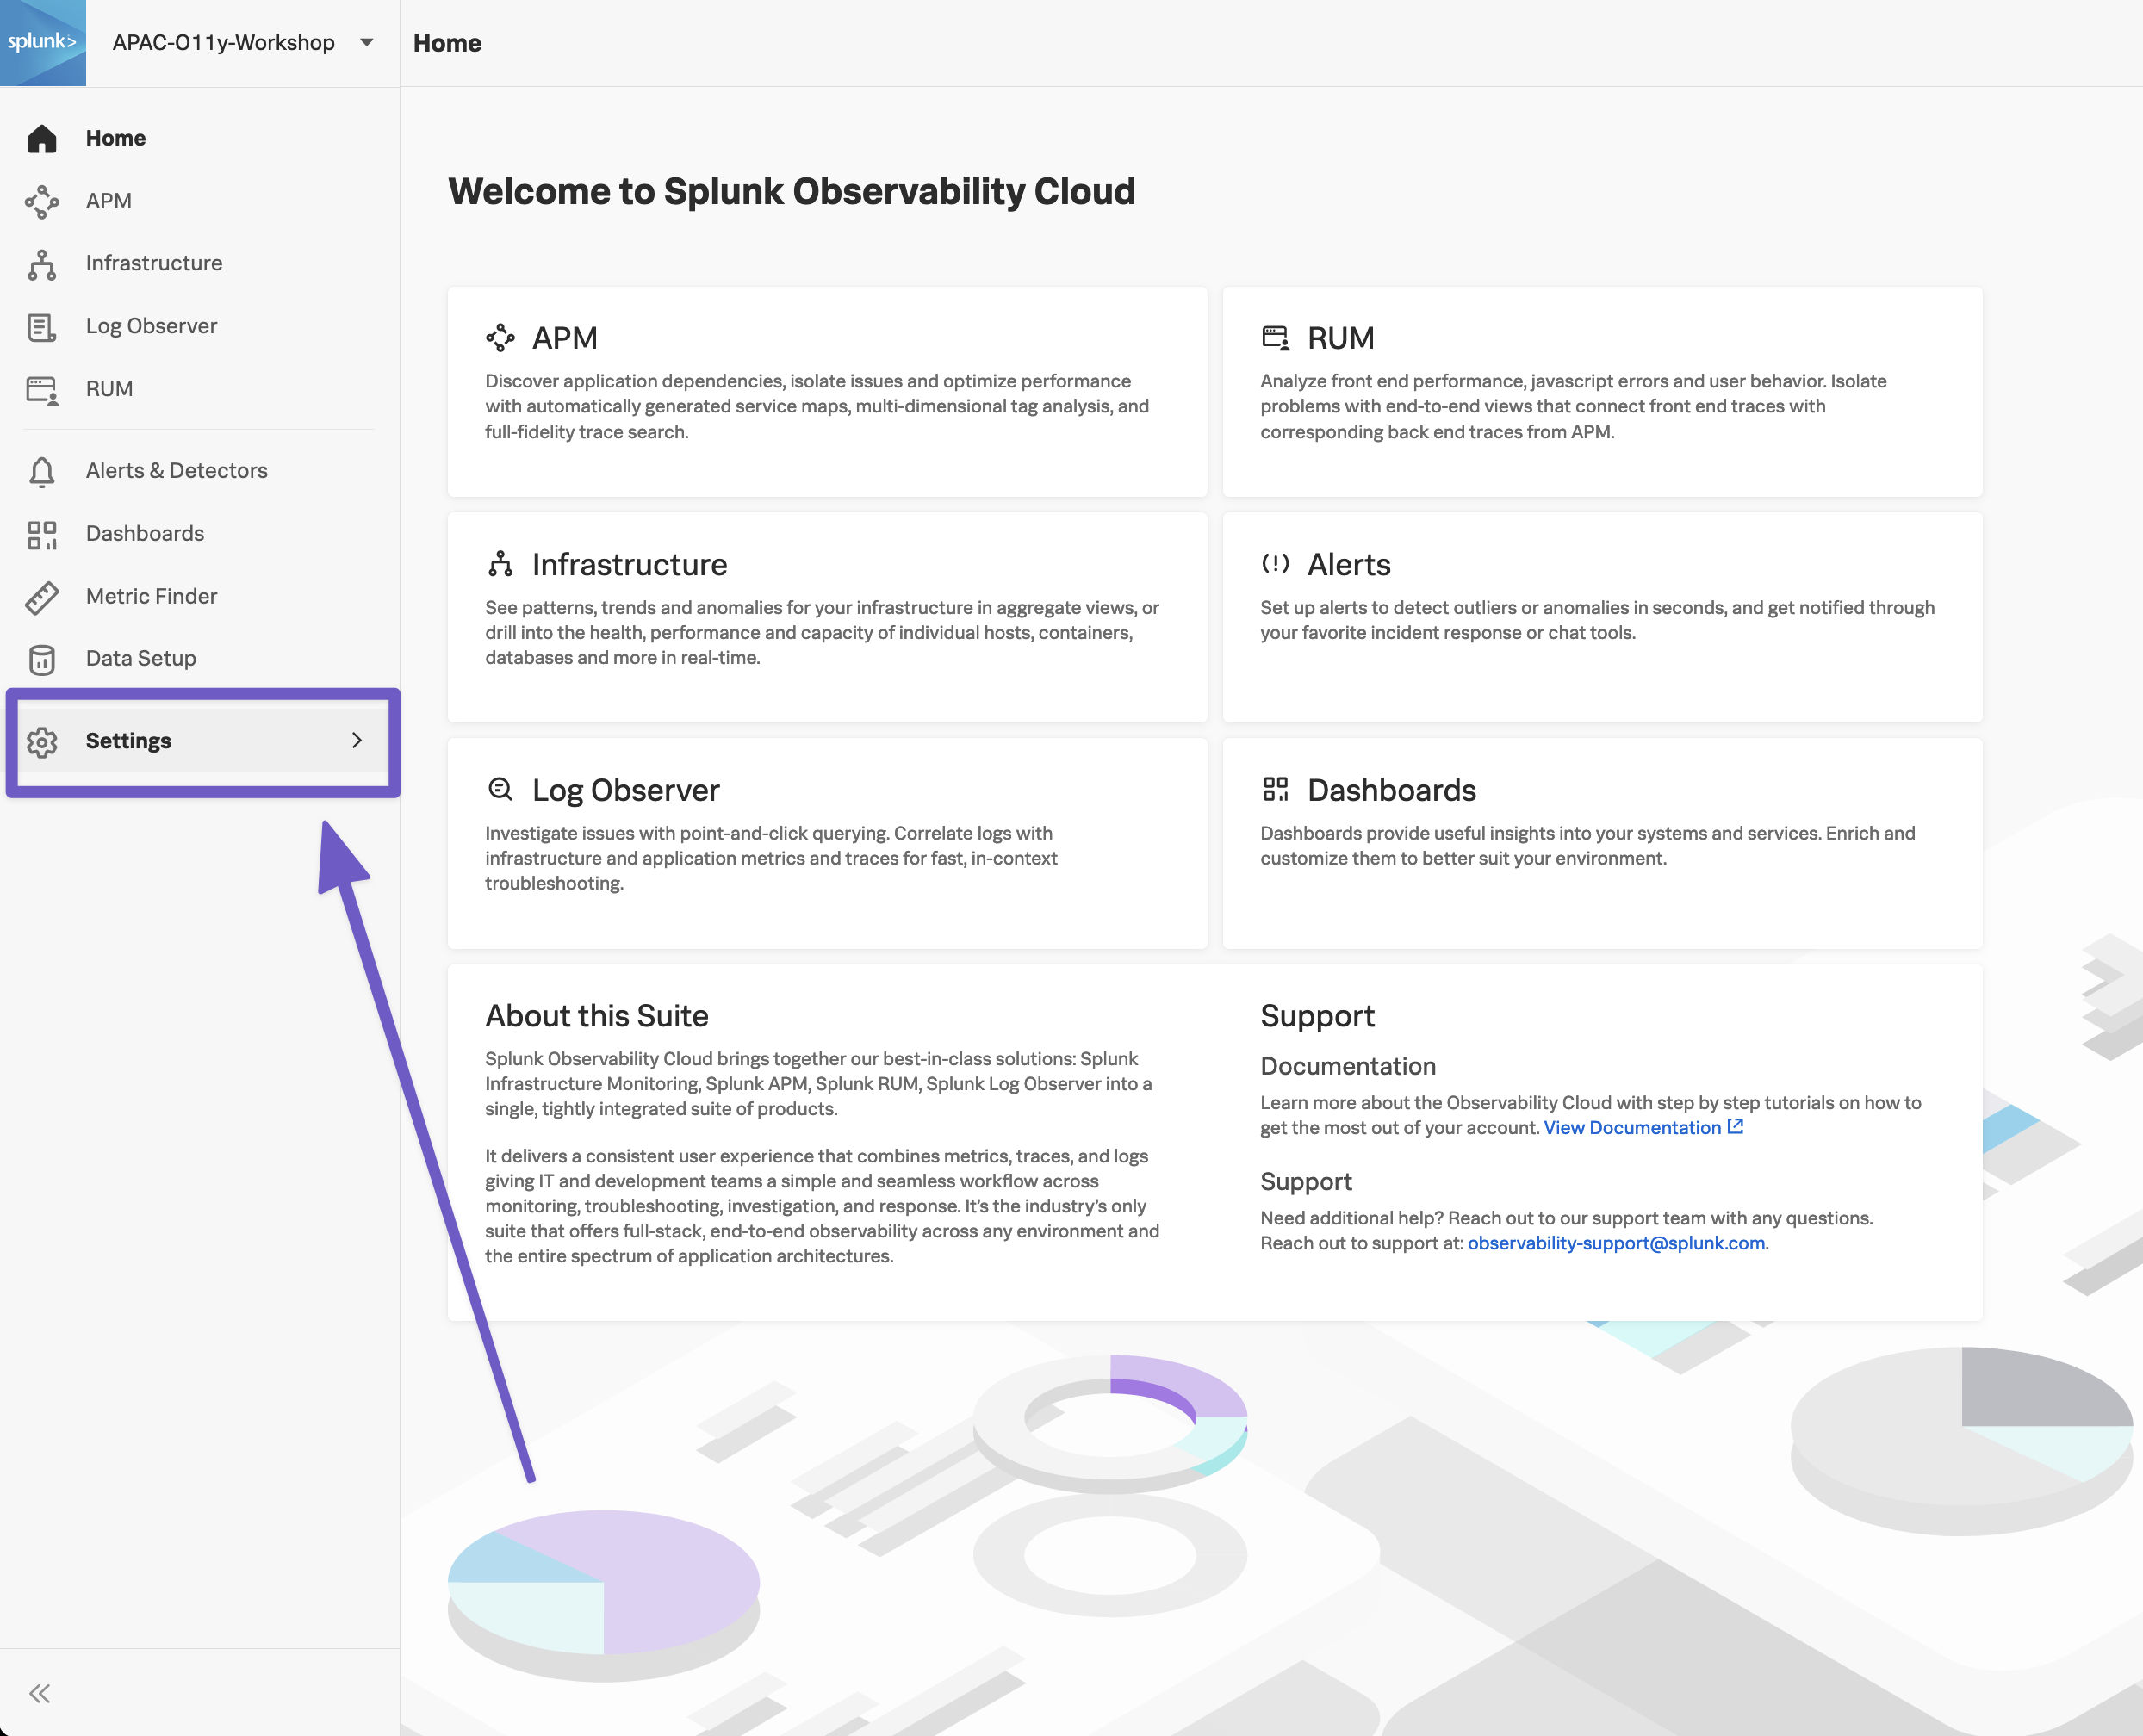 splunk>
APAC-O11y-Workshop
Home
Home
APM
Infrastructure
Log Observer
RUM
Alerts & Detectors
Dashboards
Metric Finder
Data Setup
Settings
Welcome to Splunk Observability Cloud
APM
Discover application dependencies, isolate issues and optimize performance
with automatically generated service maps, multi-dimensional tag analysis, and
full-fidelity trace search.
RUM
Analyze front end performance, javascript errors and user behavior. Isolate
problems with end-to-end views that connect front end traces with
corresponding back end traces from APM.
Infrastructure
See patterns, trends and anomalies for your infrastructure in aggregate views, or
drill into the health, performance and capacity of individual hosts, containers,
databases and more in real-time.
Alerts
Set up alerts to detect outliers or anomalies in seconds, and get notified through
your favorite incident response or chat tools.
Log Observer
Investigate issues with point-and-click querying. Correlate logs with
infrastructure and application metrics and traces for fast, in-context
troubleshooting.
Dashboards
Dashboards provide useful insights into your systems and services. Enrich and
customize them to better suit your environment.
About this Suite
Splunk Observability Cloud brings together our best-in-class solutions: Splunk
Infrastructure Monitoring, Splunk APM, Splunk RUM, Splunk Log Observer into a
single, tightly integrated suite of products.
It delivers a consistent user experience that combines metrics, traces, and logs
giving IT and development teams a simple and seamless workflow across
monitoring, troubleshooting, investigation, and response. It’s the industry’s only
suite that offers full-stack, end-to-end observability across any environment and
the entire spectrum of application architectures.
Support
Documentation
Learn more about the Observability Cloud with step by step tutorials on how to
get the most out of your account. View Documentation
Support
Need additional help? Reach out to our support team with any questions.
Reach out to support at: observability-support@splunk.com.